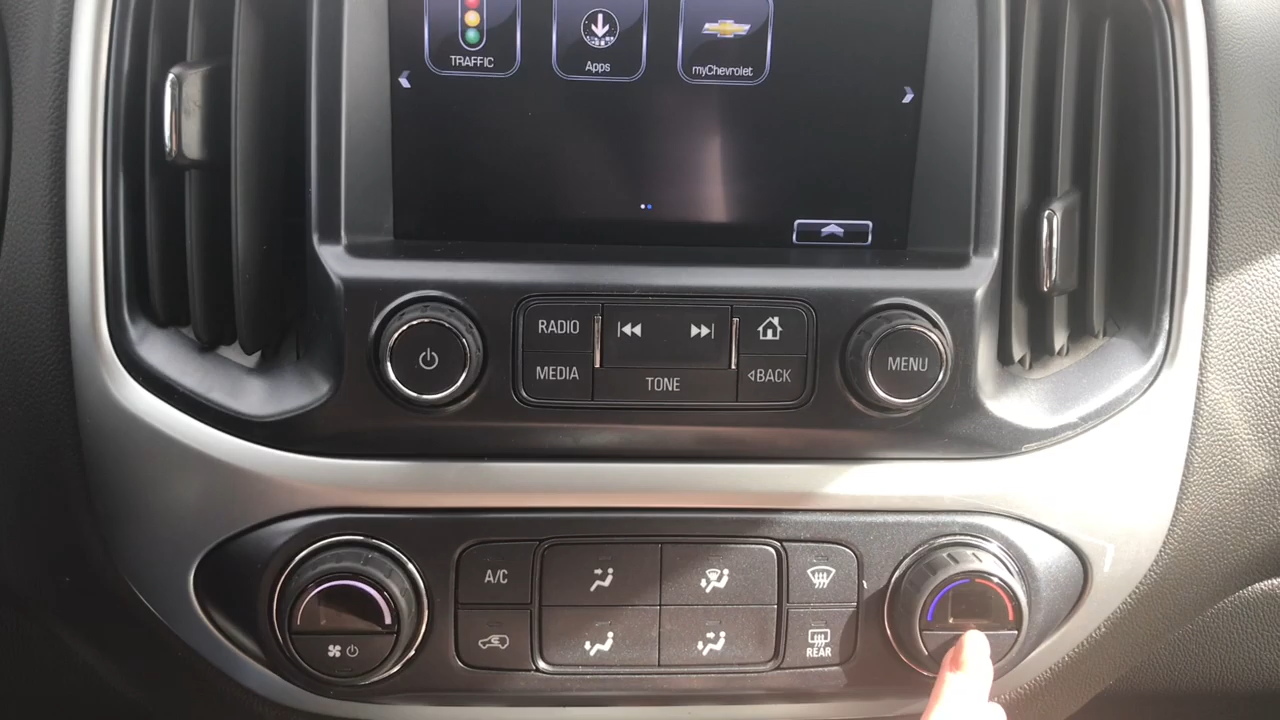 TRAFFIC
Apps
myChevrolet
RADIO
MEDIA
TONE
BACK
MENU
A/C
REAR